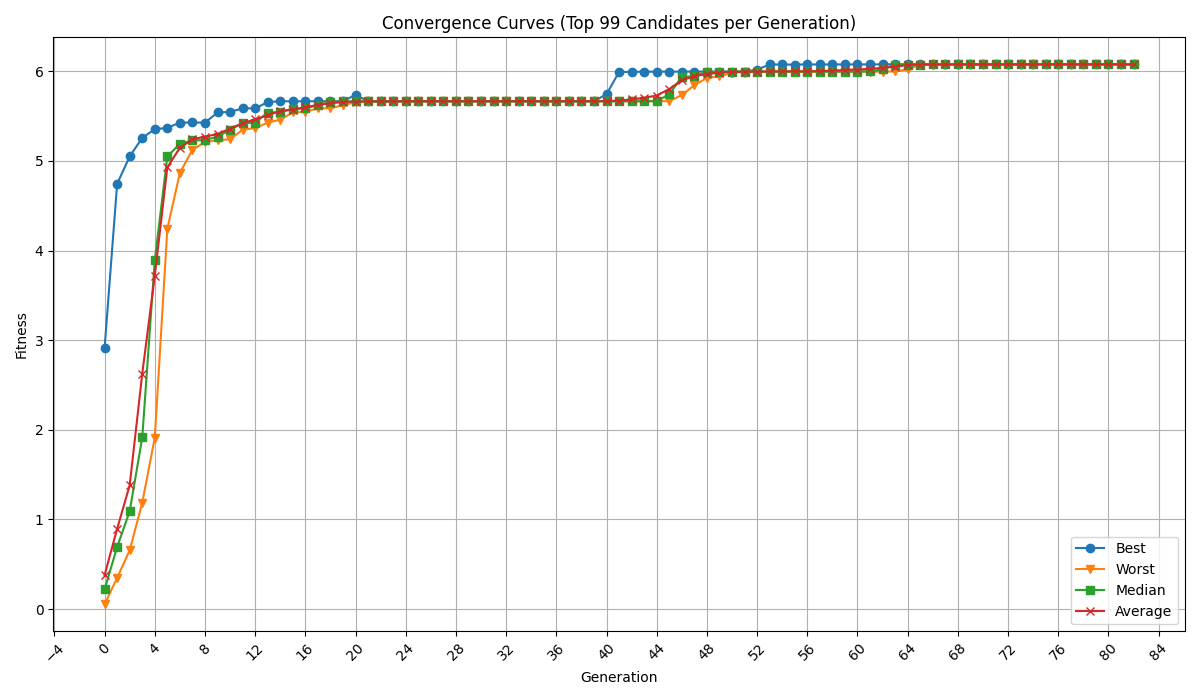 Convergence Curves (Top 99 Candidates per Generation)
Fitness
6
5
4
3
2
1
0
−4 0 4 8 12 16 20 24 28 32 36 40 44 48 52 56 60 64 68 72 76 80 84
Generation
Best
Worst
Median
Average